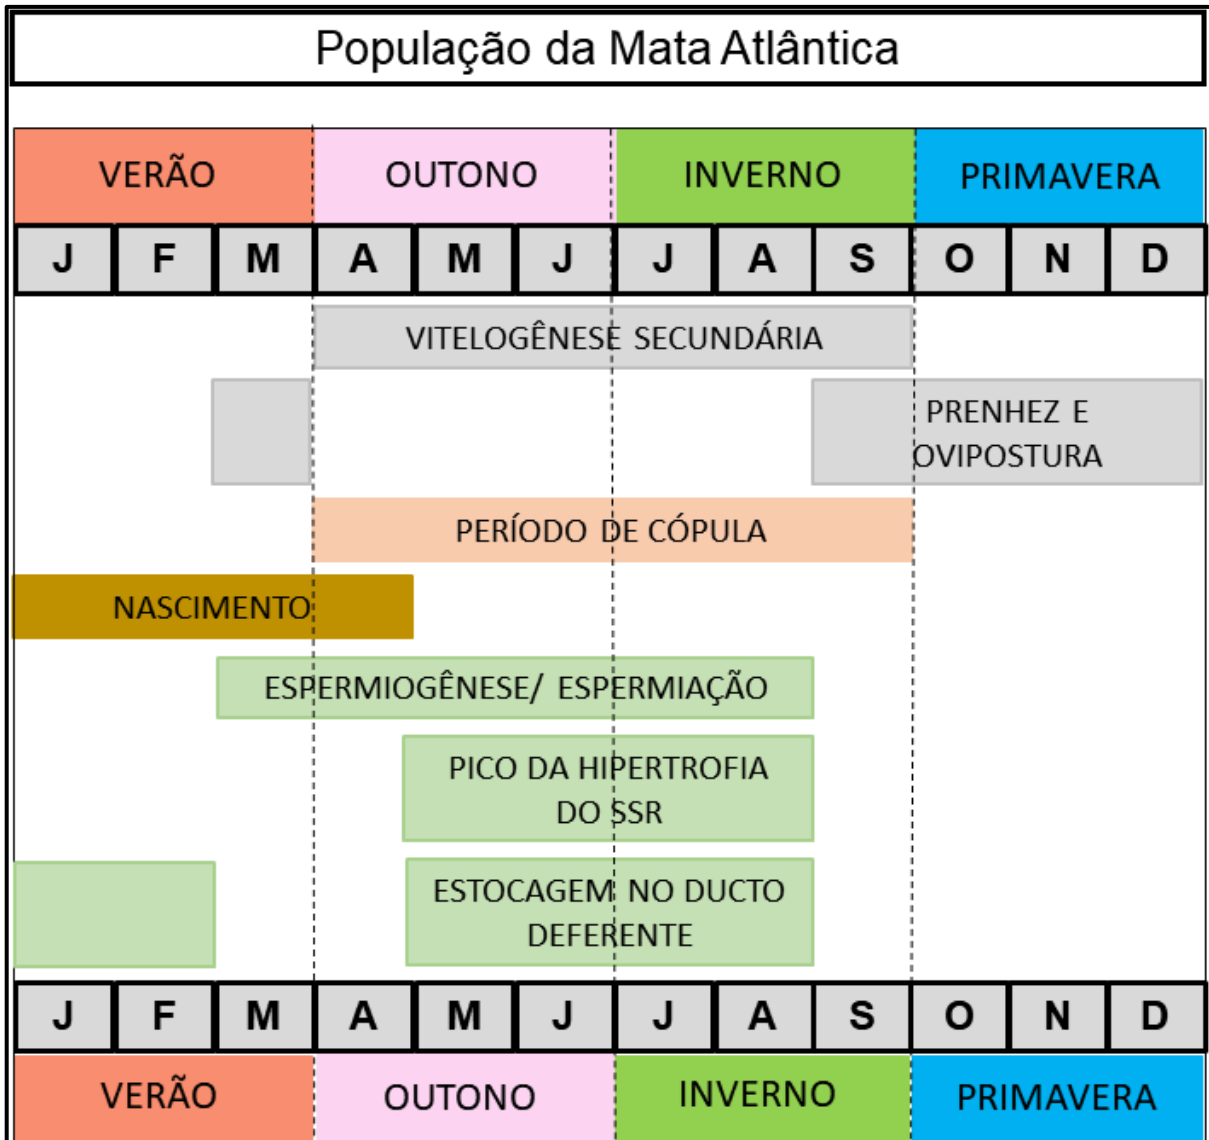 População da Mata Atlântica
VERÃO OUTONO INVERNO PRIMAVERA
J F M A M J J A S O N D
VITELOGÊNESE SECUNDÁRIA
PRENHEZ E
OVIPOSTURA
PERÍODO DE CÓPULA
NASCIMENTO
ESPERMIOGÊNESE/ ESPERMIAÇÃO
PICO DA HIPERTROFIA
DO SSR
ESTOCAGEM NO DUCTO
DEFERENTE
J F M A M J J A S O N D
VERÃO OUTONO INVERNO PRIMAVERA